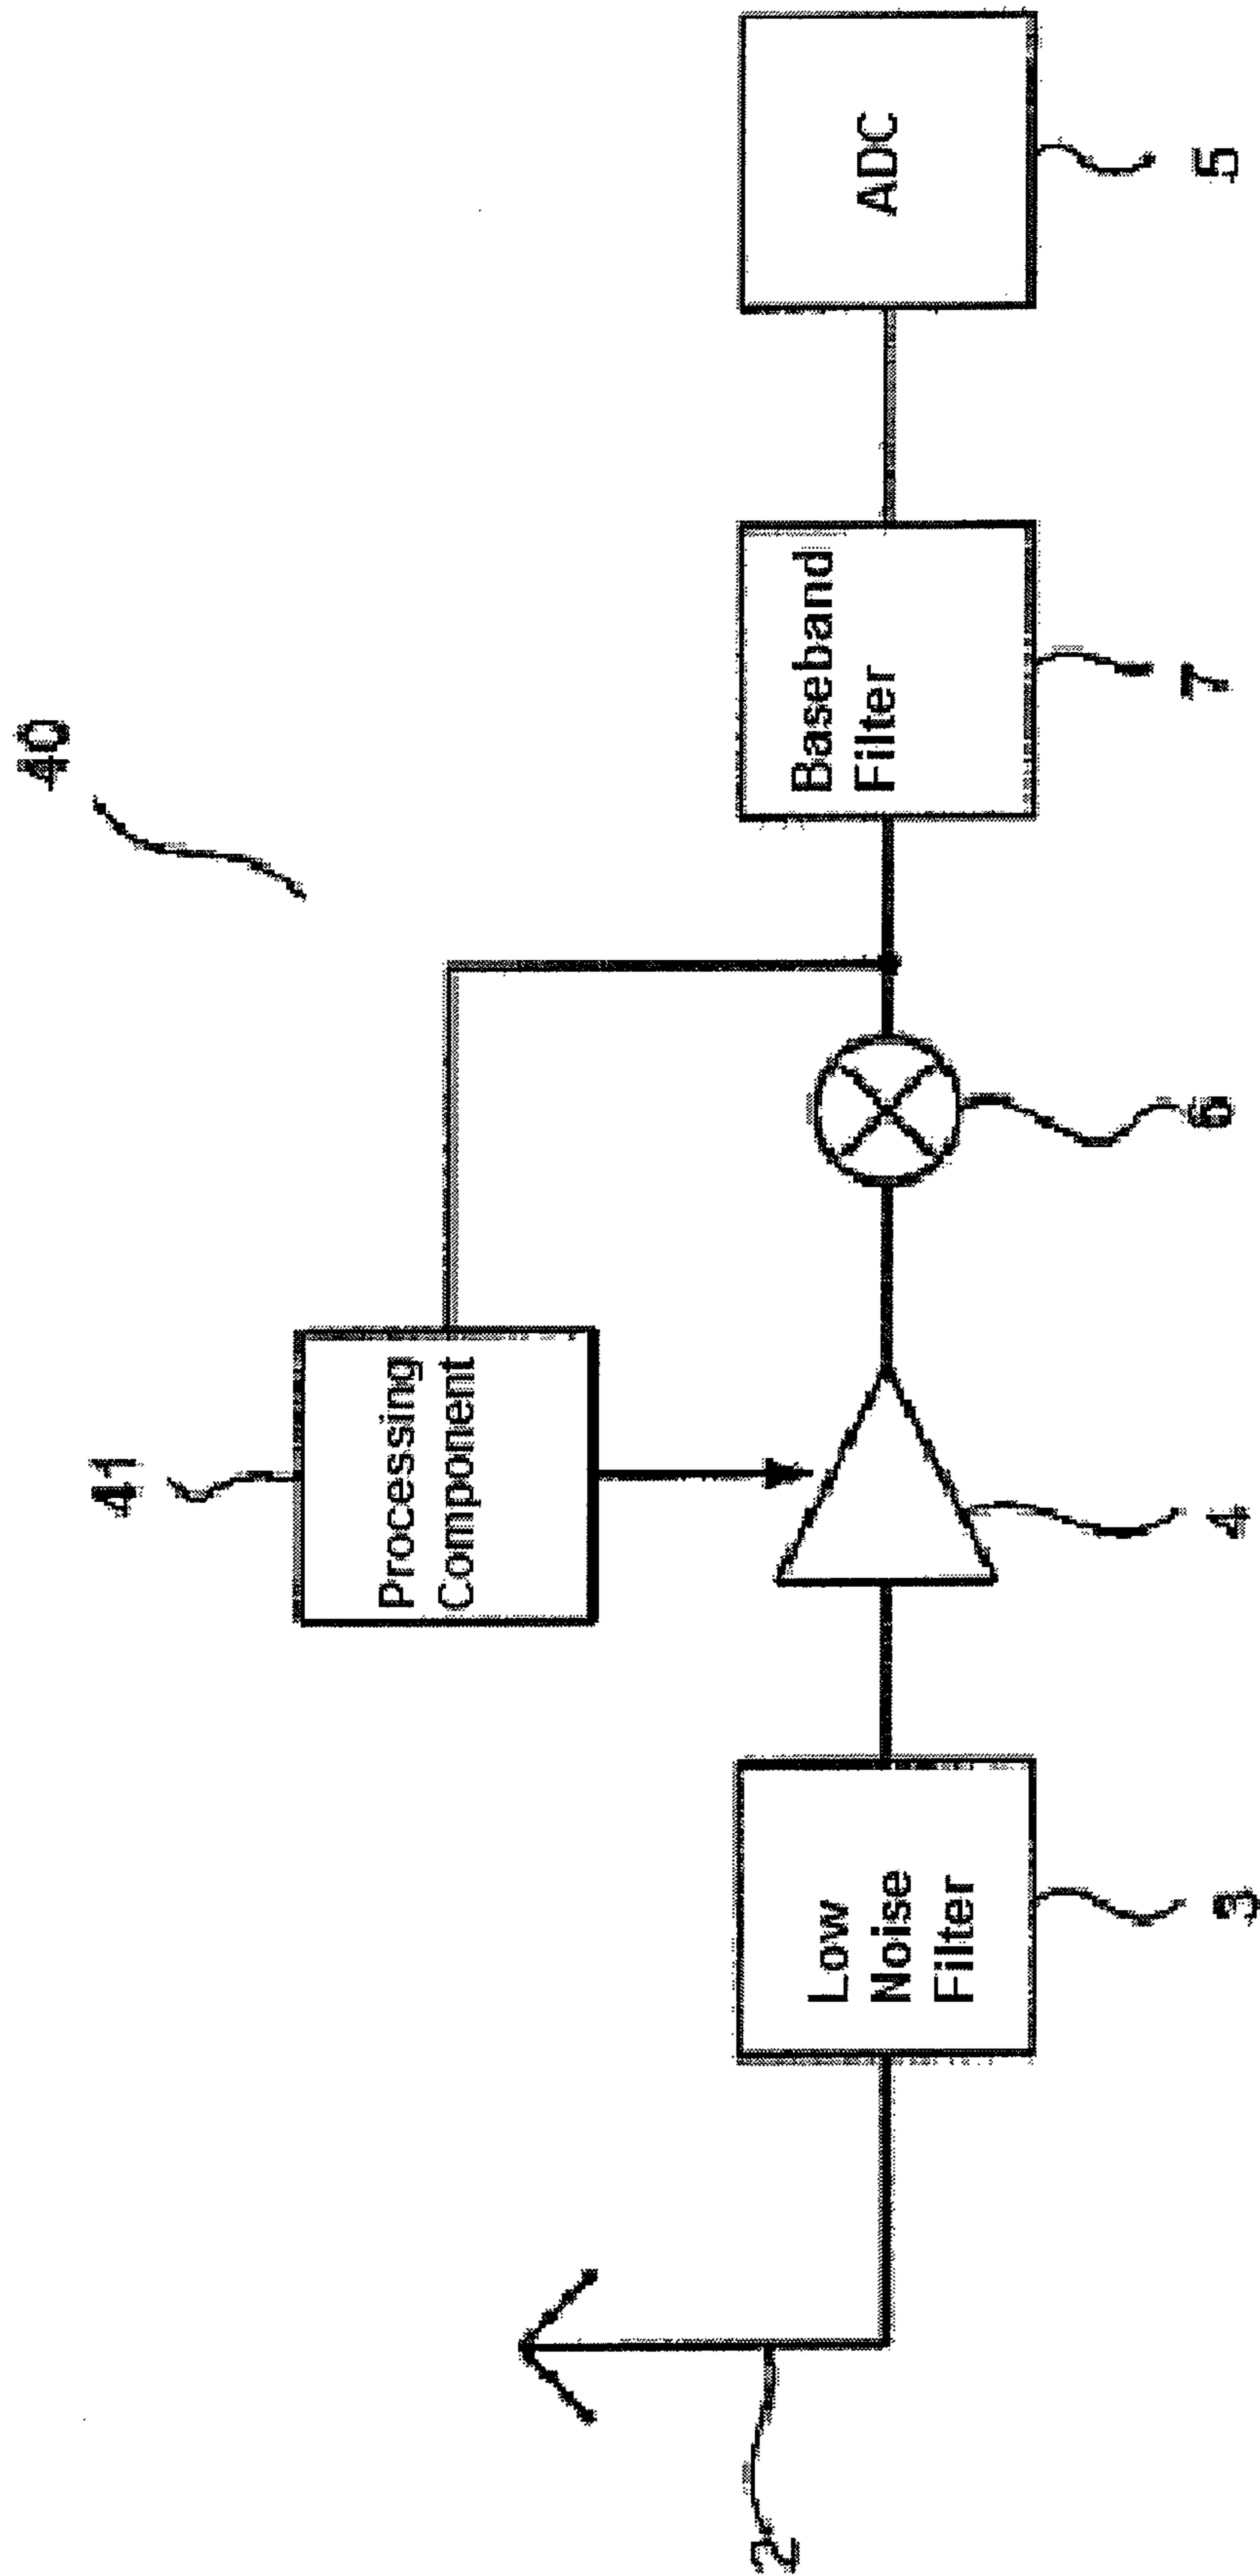 40
41
Processing
Component
2
Low
Noise
Filter
3
4
6
Baseband
Filter
7
ADC
5